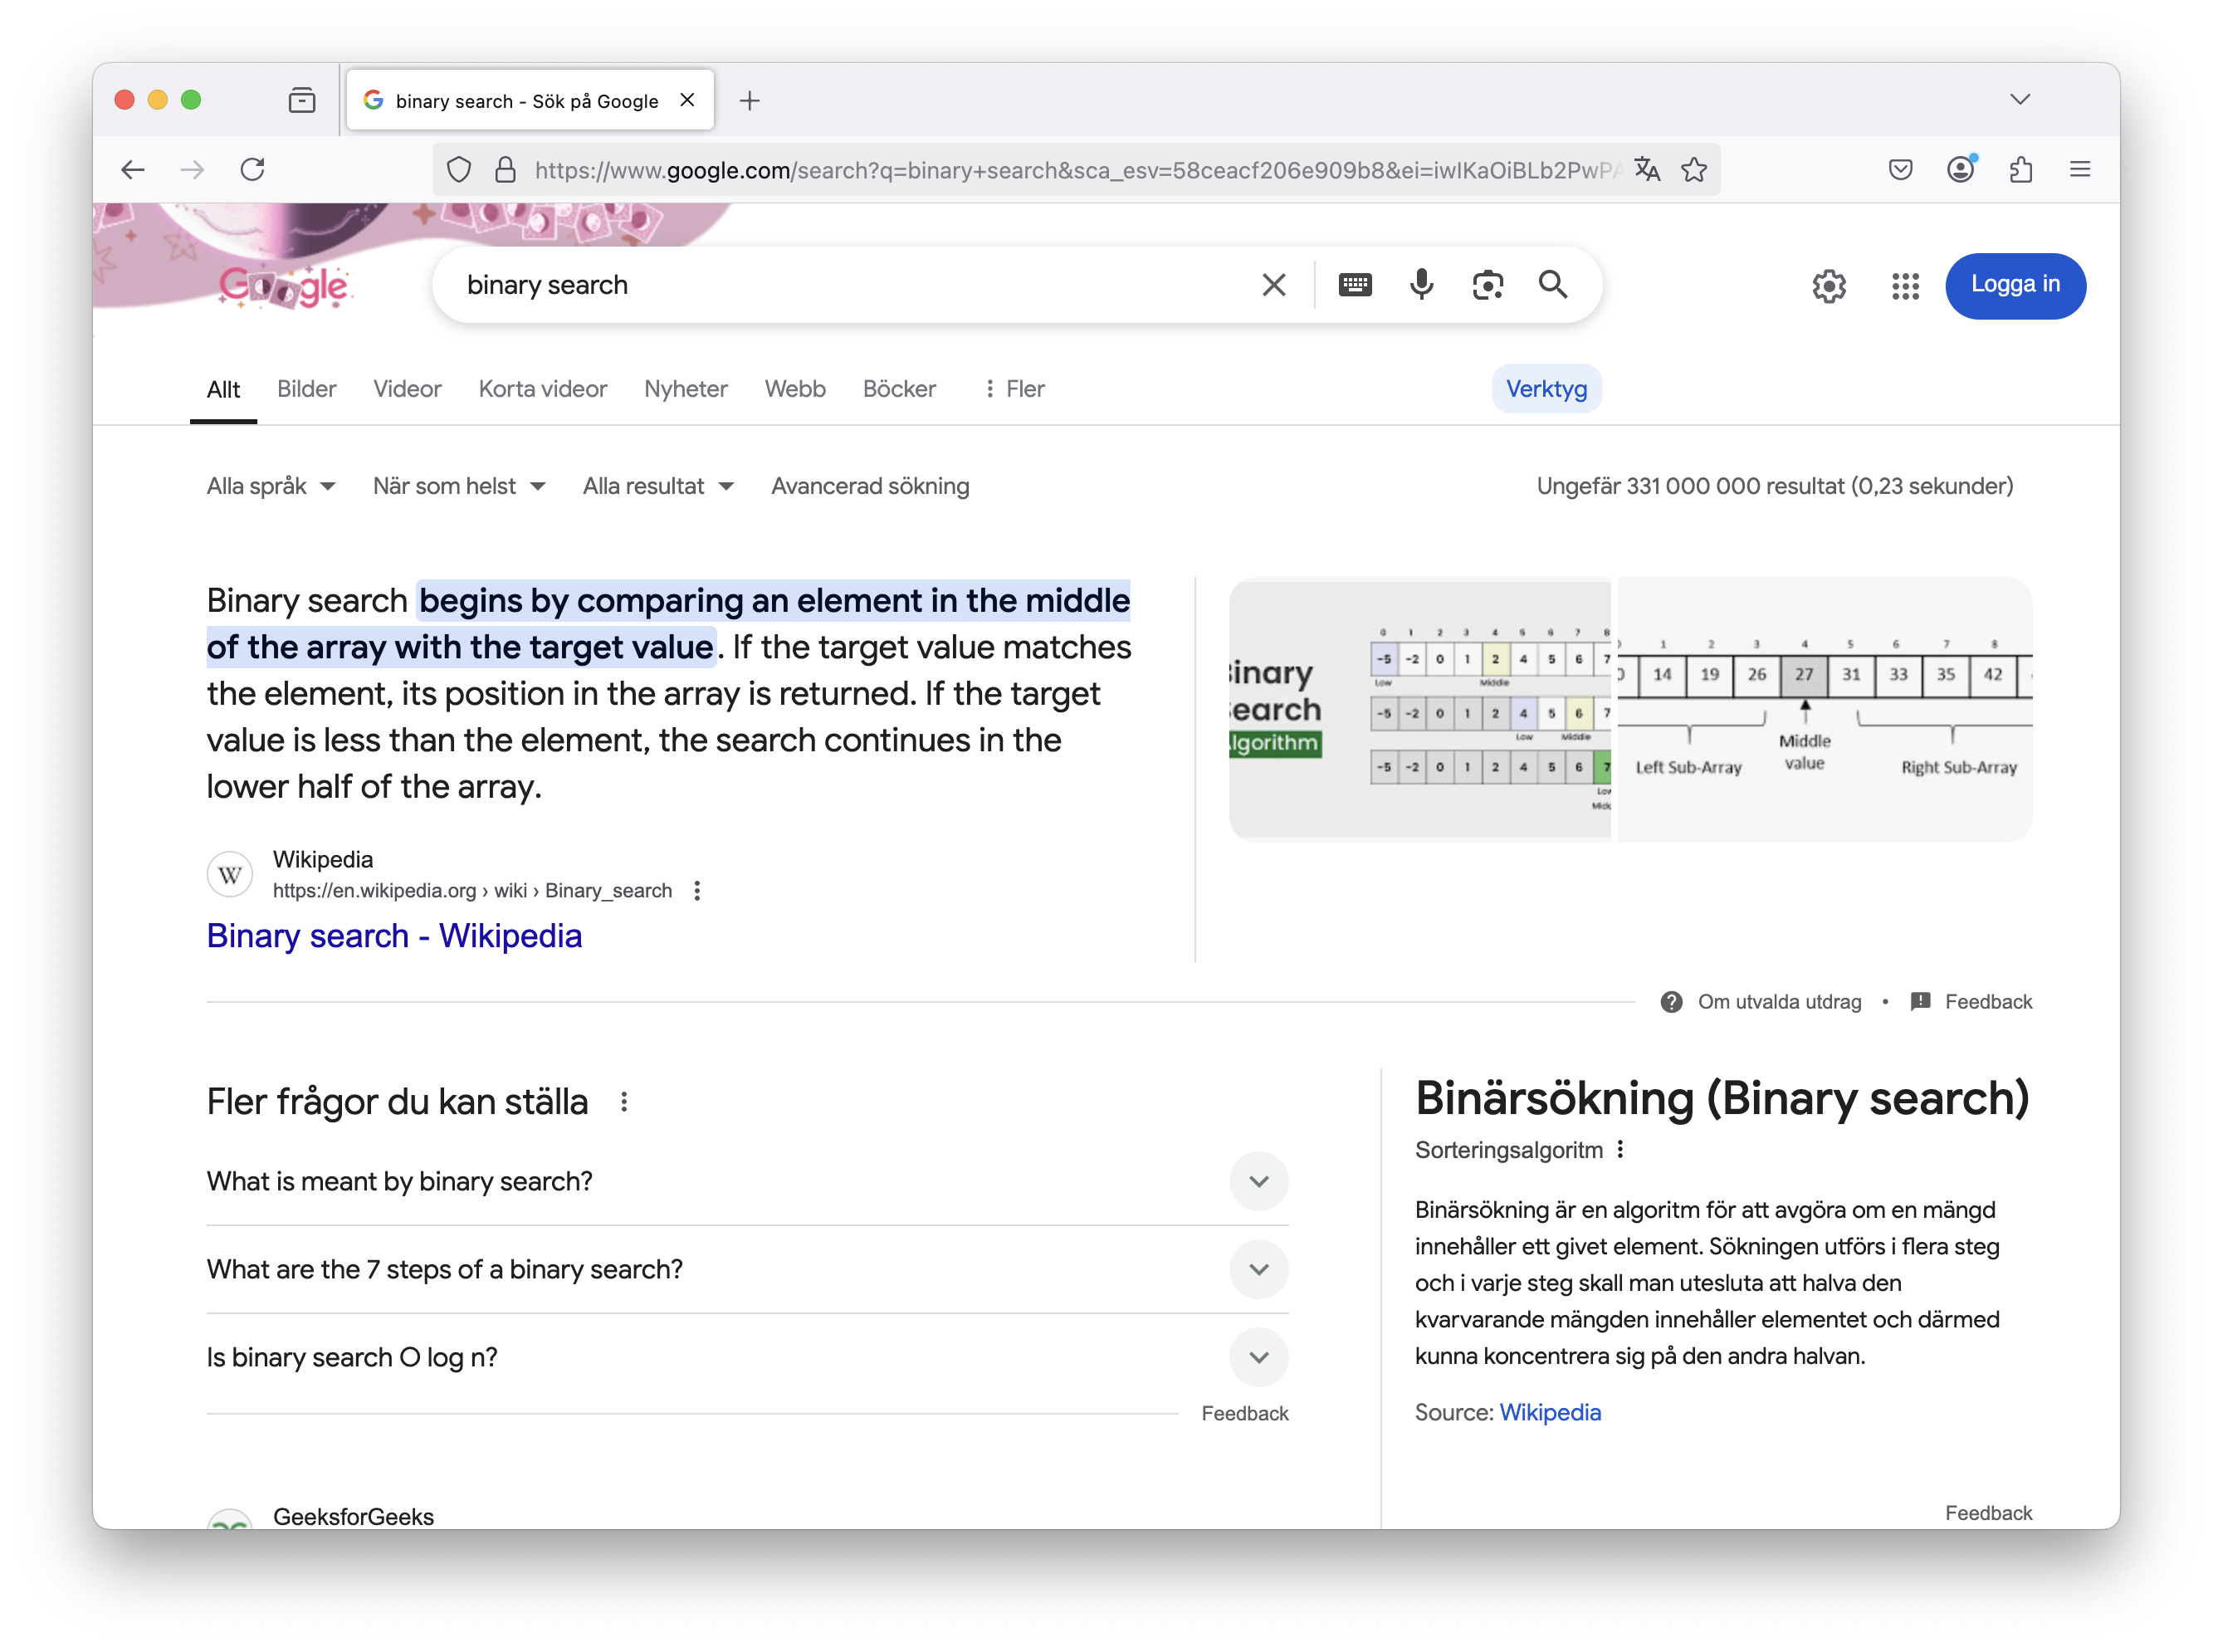 binary search - Sök på Google
https://www.google.com/search?q=binary+search&sca_esv=58ceacf206e909b8&ei=iwIKaOiBLb2PwPA
Google
binary search
Logga in
Allt Bilder Videor Korta videor Nyheter Webb Böcker Fler Verktyg
Alla språk När som helst Alla resultat Avancerad sökning Ungefär 331 000 000 resultat (0,23 sekunder)
Binary search begins by comparing an element in the middle
of the array with the target value. If the target value matches
the element, its position in the array is returned. If the target
value is less than the element, the search continues in the
lower half of the array.
Wikipedia
https://en.wikipedia.org › wiki › Binary_search
Binary search - Wikipedia
inary
earch
lgorithm
0 1 2 3 4 5 6 7 8
-5 -2 0 1 2 4 5 6 7
Low Middle
-5 -2 0 1 2 4 5 6 7
Low Middle
-5 -2 0 1 2 4 5 6 7
Low
Midd
1 2 3 4 5 6 7 8
14 19 26 27 31 33 35 42
Middle
value
Left Sub-Array
Right Sub-Array
Om utvalda utdrag • Feedback
Fler frågor du kan ställa
What is meant by binary search?
What are the 7 steps of a binary search?
Is binary search O log n?
Feedback
Binärsökning (Binary search)
Sorteringsalgoritm
Binärsökning är en algoritm för att avgöra om en mängd
innehåller ett givet element. Sökningen utförs i flera steg
och i varje steg skall man utesluta att halva den
kvarvarande mängden innehåller elementet och därmed
kunna koncentrera sig på den andra halvan.
Source: Wikipedia
Feedback
GeeksforGeeks